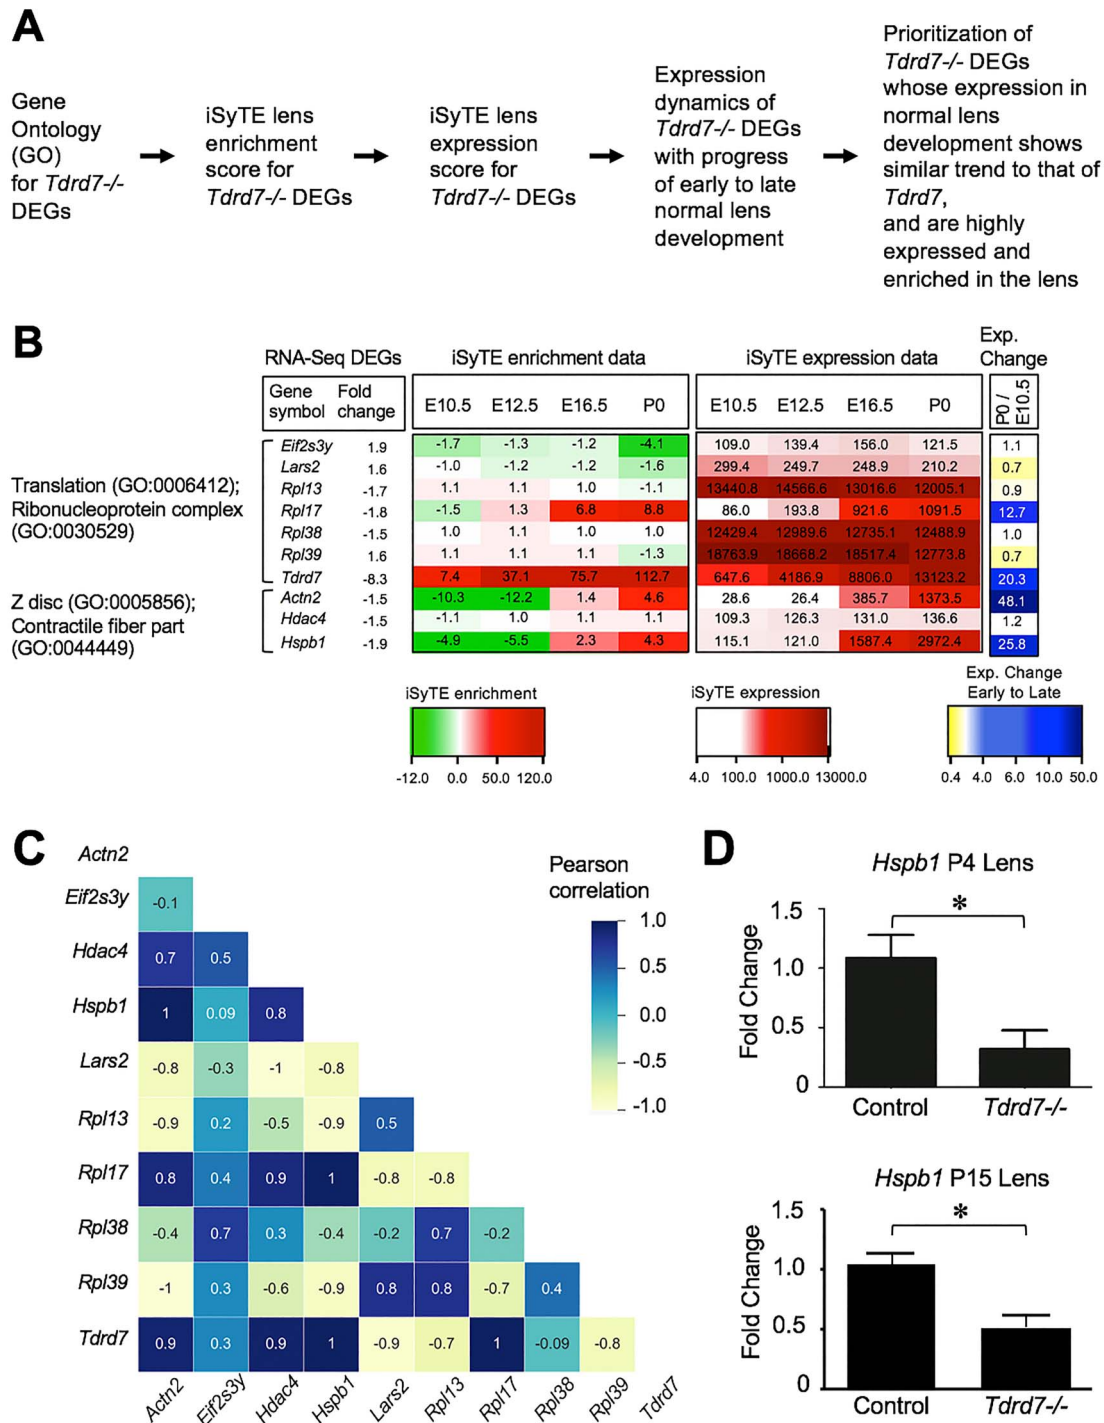 A
Gene
Ontology
(GO)
for Tdrd7-/-
DEGs
iSyTE lens
enrichment
score for
Tdrd7-/- DEGs
iSyTE lens
expression
score for
Tdrd7-/- DEGs
Expression
dynamics of
Tdrd7-/- DEGs
with progress
of early to late
normal lens
development
Prioritization of
Tdrd7-/- DEGs
whose expression in
normal lens
development shows
similar trend to that of
Tdrd7,
and are highly
expressed and
enriched in the lens
B
RNA-Seq DEGs iSyTE enrichment data iSyTE expression data Exp. Change
Gene symbol Fold change E10.5 E12.5 E16.5 P0 E10.5 E12.5 E16.5 P0 P0 / E10.5
Translation (GO:0006412);
Ribonucleoprotein complex
(GO:0030529)
Eif2s3y 1.9 -1.7 -1.3 -1.2 -4.1 109.0 139.4 156.0 121.5 1.1
Lars2 1.6 -1.0 -1.2 -1.2 -1.6 299.4 249.7 248.9 210.2 0.7
Rpl13 -1.7 1.1 1.1 1.0 -1.1 13440.8 14566.6 13016.6 12005.1 0.9
Rpl17 -1.8 -1.5 1.3 6.8 8.8 86.0 193.8 921.6 1091.5 12.7
Rpl38 -1.5 1.0 1.1 1.0 1.0 12429.4 12989.6 12735.1 12488.9 1.0
Rpl39 1.6 1.1 1.1 1.1 -1.3 18763.9 18668.2 18517.4 12773.8 0.7
Tdrd7 -8.3 7.4 37.1 75.7 112.7 647.6 4186.9 8806.0 13123.2 20.3
Z disc (GO:0005856);
Contractile fiber part
(GO:0044449)
Actn2 -1.5 -10.3 -12.2 1.4 4.6 28.6 26.4 385.7 1373.5 48.1
Hdac4 -1.5 -1.1 1.0 1.1 1.1 109.3 126.3 131.0 136.6 1.2
Hspb1 -1.9 -4.9 -5.5 2.3 4.3 115.1 121.0 1587.4 2972.4 25.8
iSyTE enrichment
-12.0 0.0 50.0 120.0
iSyTE expression
4.0 100.0 1000.0 13000.0
Exp. Change
Early to Late
0.4 4.0 6.0 10.0 50.0
C
Actn2
Eif2s3y -0.1
Hdac4 0.7 0.5
Hspb1 1 0.09 0.8
Lars2 -0.8 -0.3 -1 -0.8
Rpl13 -0.9 0.2 -0.5 -0.9 0.5
Rpl17 0.8 0.4 0.9 1 -0.8 -0.8
Rpl38 -0.4 0.7 0.3 -0.4 -0.2 0.7 -0.2
Rpl39 -1 0.3 -0.6 -0.9 0.8 0.8 -0.7 0.4
Tdrd7 0.9 0.3 0.9 1 -0.9 -0.7 1 -0.09 -0.8
Actn2 Eif2s3y Hdac4 Hspb1 Lars2 Rpl13 Rpl17 Rpl38 Rpl39 Tdrd7
Pearson
correlation
1.0
0.5
0.0
-0.5
-1.0
D
Hspb1 P4 Lens
Fold Change
1.5
1.0
0.5
0
*
Control Tdrd7-/-
Hspb1 P15 Lens
Fold Change
1.5
1.0
0.5
0
*
Control Tdrd7-/-